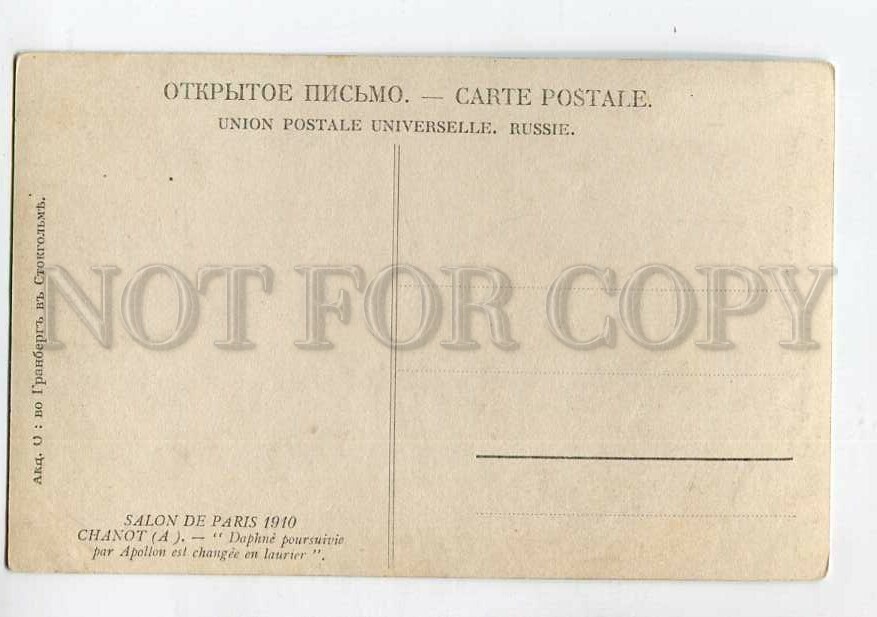 ОТКРЫТОЕ ПИСЬМО. — CARTE POSTALE.
UNION POSTALE UNIVERSELLE. RUSSIE.
Акц. О : во Гранбергъ въ Стокгольмѣ.
NOT FOR COPY
SALON DE PARIS 1910
CHANOT (A ). — “ Daphné poursuivie
par Apollon est changée en laurier ”.